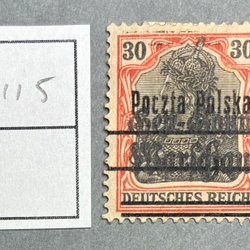 115
30 30
Poczta Polska
DEUTSCHES REICH